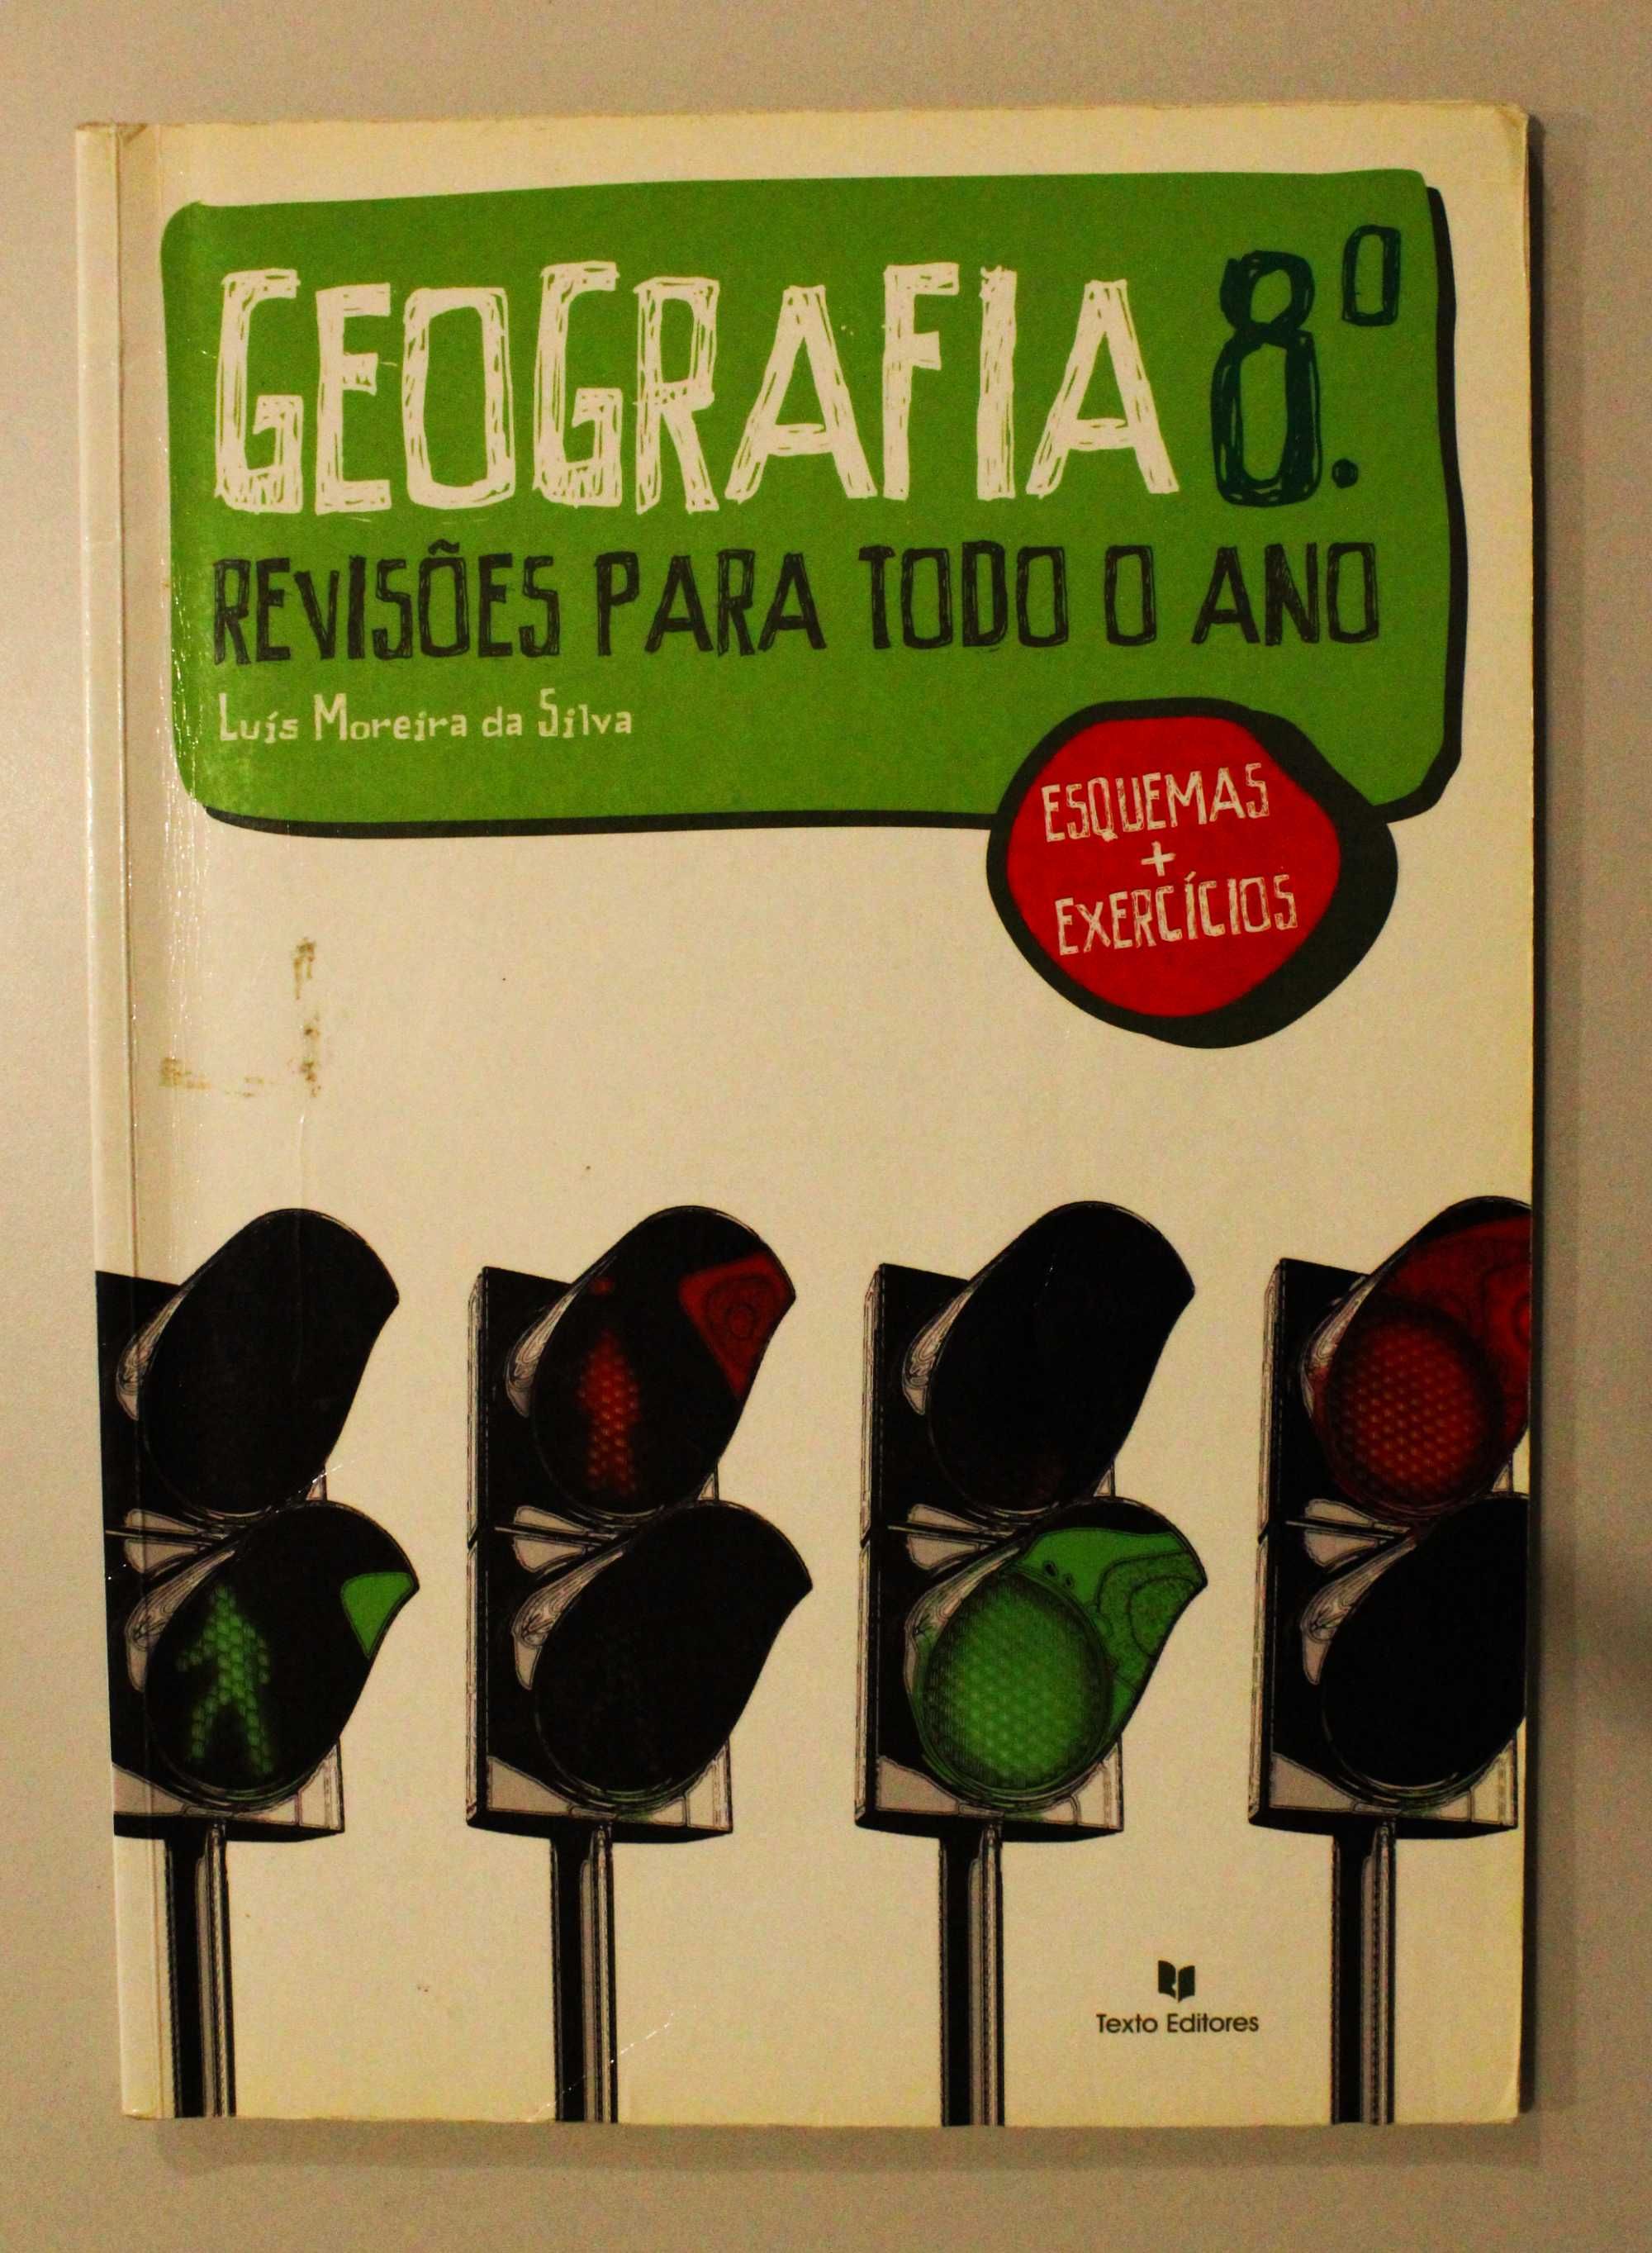 GEOGRAFIA 8.º
REVISÕES PARA TODO O ANO
Luís Moreira da Silva
ESQUEMAS
+
EXERCÍCIOS
Texto Editores